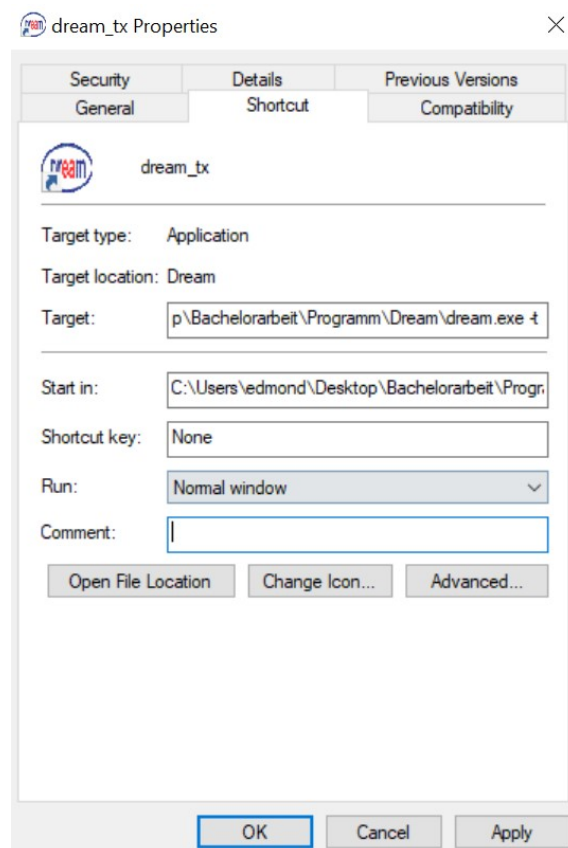 dream_tx Properties
Security Details Previous Versions
General Shortcut Compatibility
Dream
dream_tx
Target type: Application
Target location: Dream
Target: p\Bachelorarbeit\Programm\Dream\dream.exe -t
Start in: C:\Users\edmond\Desktop\Bachelorarbeit\Progra
Shortcut key: None
Run: Normal window
Comment:
Open File Location Change Icon... Advanced...
OK Cancel Apply